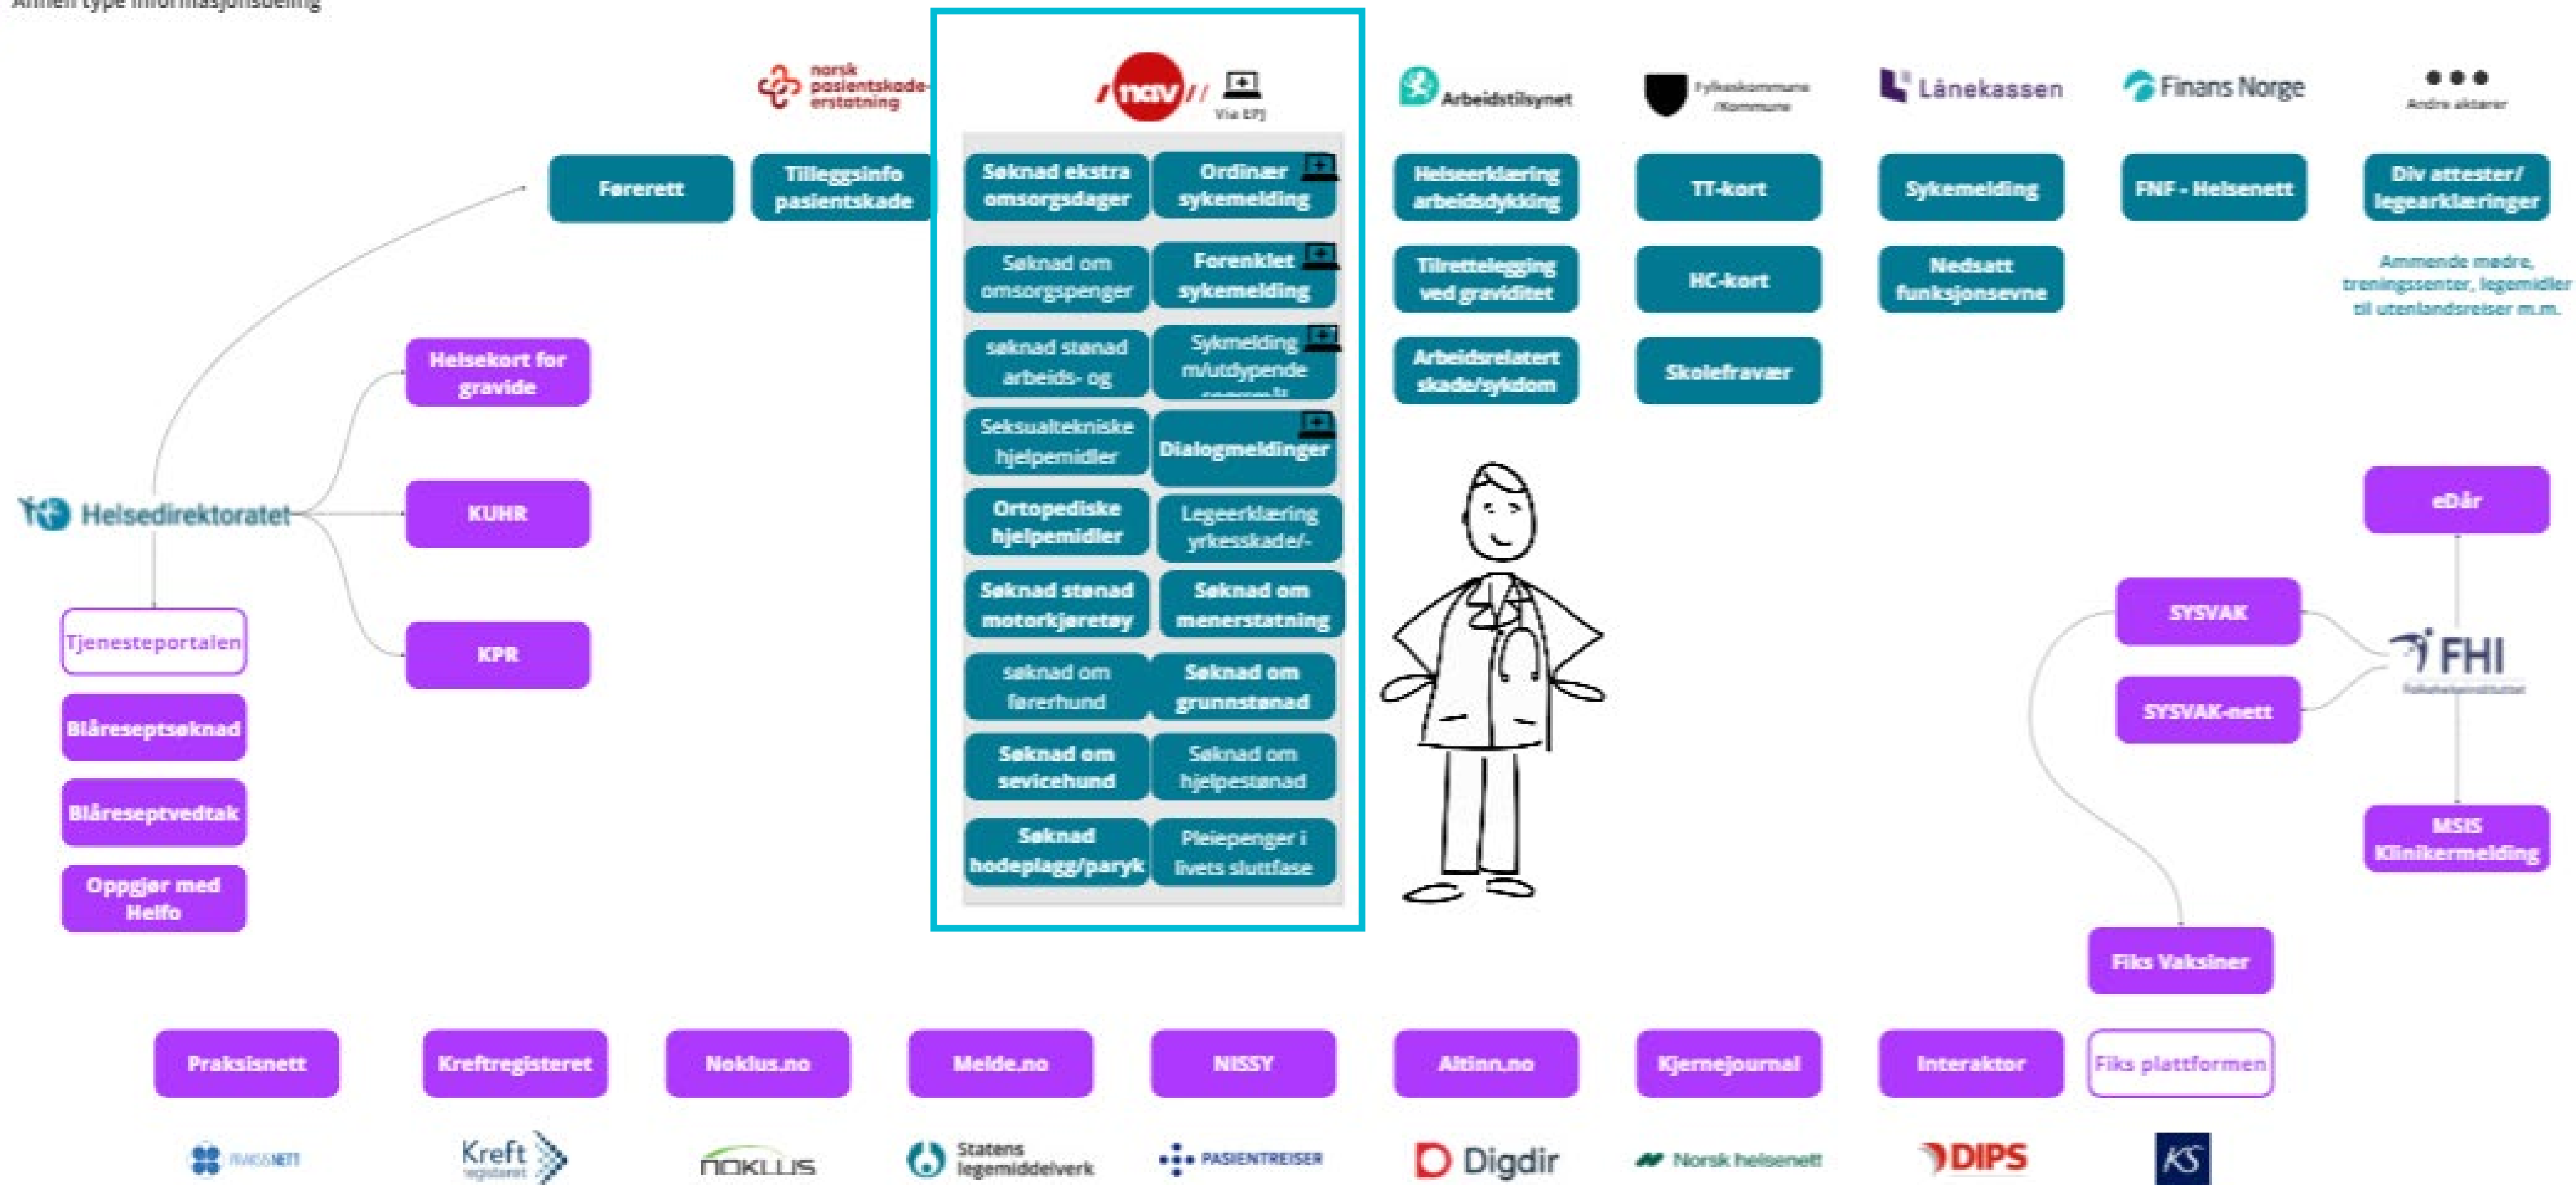 Annen type informasjonsdeling
norsk
pasientskade-
erstatning
nav
Via EPJ
Arbeidstilsynet
Fylkeskommune
/Kommune
Lånekassen
Finans Norge
Andre aktører
Førerett
Tilleggsinfo
pasientskade
Søknad ekstra
omsorgsdager
Ordinær
sykemelding
Helseerklæring
arbeidsdykking
TT-kort
Sykemelding
FNF - Helsenett
Div attester/
legearklæringer
Søknad om
omsorgspenger
Forenklet
sykemelding
Tilrettelegging
ved graviditet
HC-kort
Nedsatt
funksjonsevne
Ammende mødre,
treningssenter, legemidler
til utenlandsreiser m.m.
søknad stønad
arbeids- og
Sykmelding
m/utdypende
Arbeidsrelatert
skade/sykdom
Skolefravær
Helsekort for
gravide
Seksualtekniske
hjelpemidler
Dialogmeldinger
Helsedirektoratet
KUHR
Ortopediske
hjelpemidler
Legeerklæring
yrkesskade/-
eDår
Søknad stønad
motorkjøretøy
Søknad om
menerstatning
SYSVAK
Tjenesteportalen
KPR
søknad om
førerhund
Søknad om
grunnstønad
FHI
Folkehelseinstituttet
SYSVAK-nett
Blåreseptsøknad
Søknad om
sevicehund
Søknad om
hjelpestønad
Blåreseptvedtak
Søknad
hodeplagg/paryk
Pleiepenger i
livets sluttfase
MSIS
Klinikermelding
Oppgjør med
Helfo
Fiks Vaksiner
Praksisnett
Kreftregisteret
Noklus.no
Melde.no
NISSY
Altinn.no
Kjernejournal
Interaktor
Fiks plattformen
PRAKSISNETT
Kreft
registeret
NOKLUS
Statens
legemiddelverk
PASIENTREISER
Digdir
Norsk helsenett
DIPS
KS